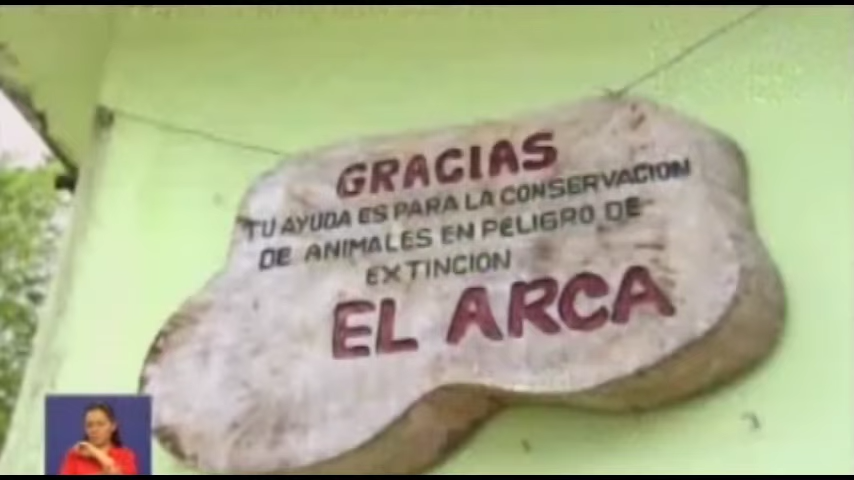 GRACIAS
TU AYUDA ES PARA LA CONSERVACION
DE ANIMALES EN PELIGRO DE
EXTINCION
EL ARCA